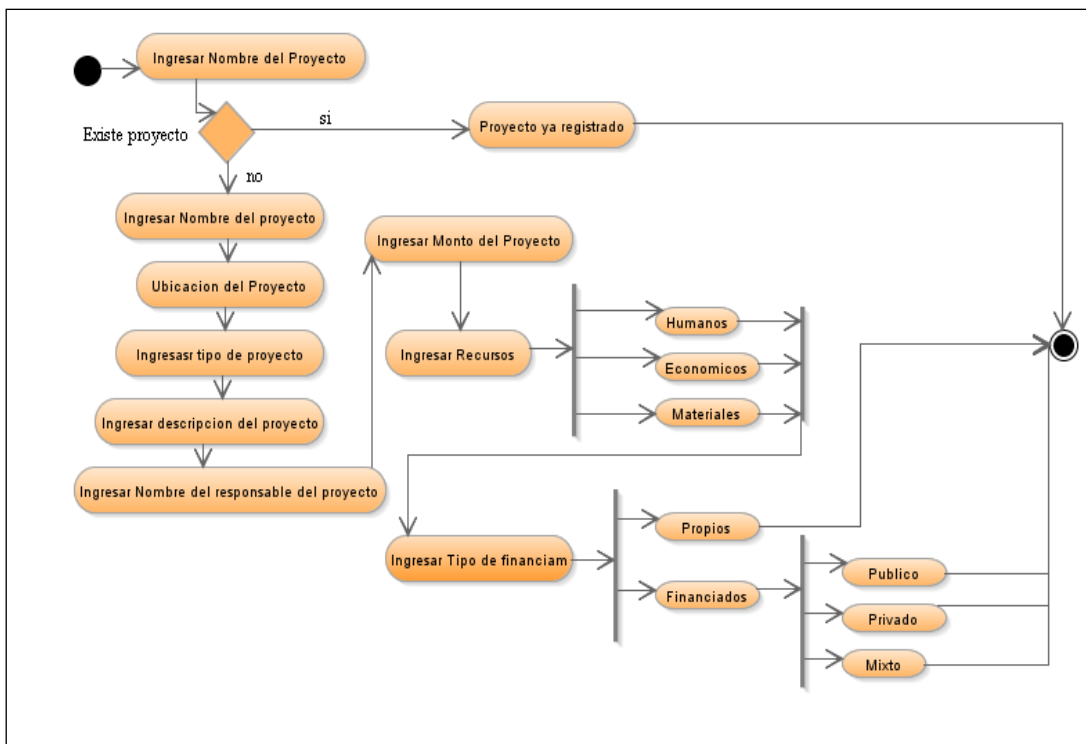 Ingresar Nombre del Proyecto
Existe proyecto
si
Proyecto ya registrado
no
Ingresar Nombre del proyecto
Ubicacion del Proyecto
Ingresasr tipo de proyecto
Ingresar descripcion del proyecto
Ingresar Nombre del responsable del proyecto
Ingresar Monto del Proyecto
Ingresar Recursos
Humanos
Economicos
Materiales
Ingresar Tipo de financiam
Propios
Financiados
Publico
Privado
Mixto